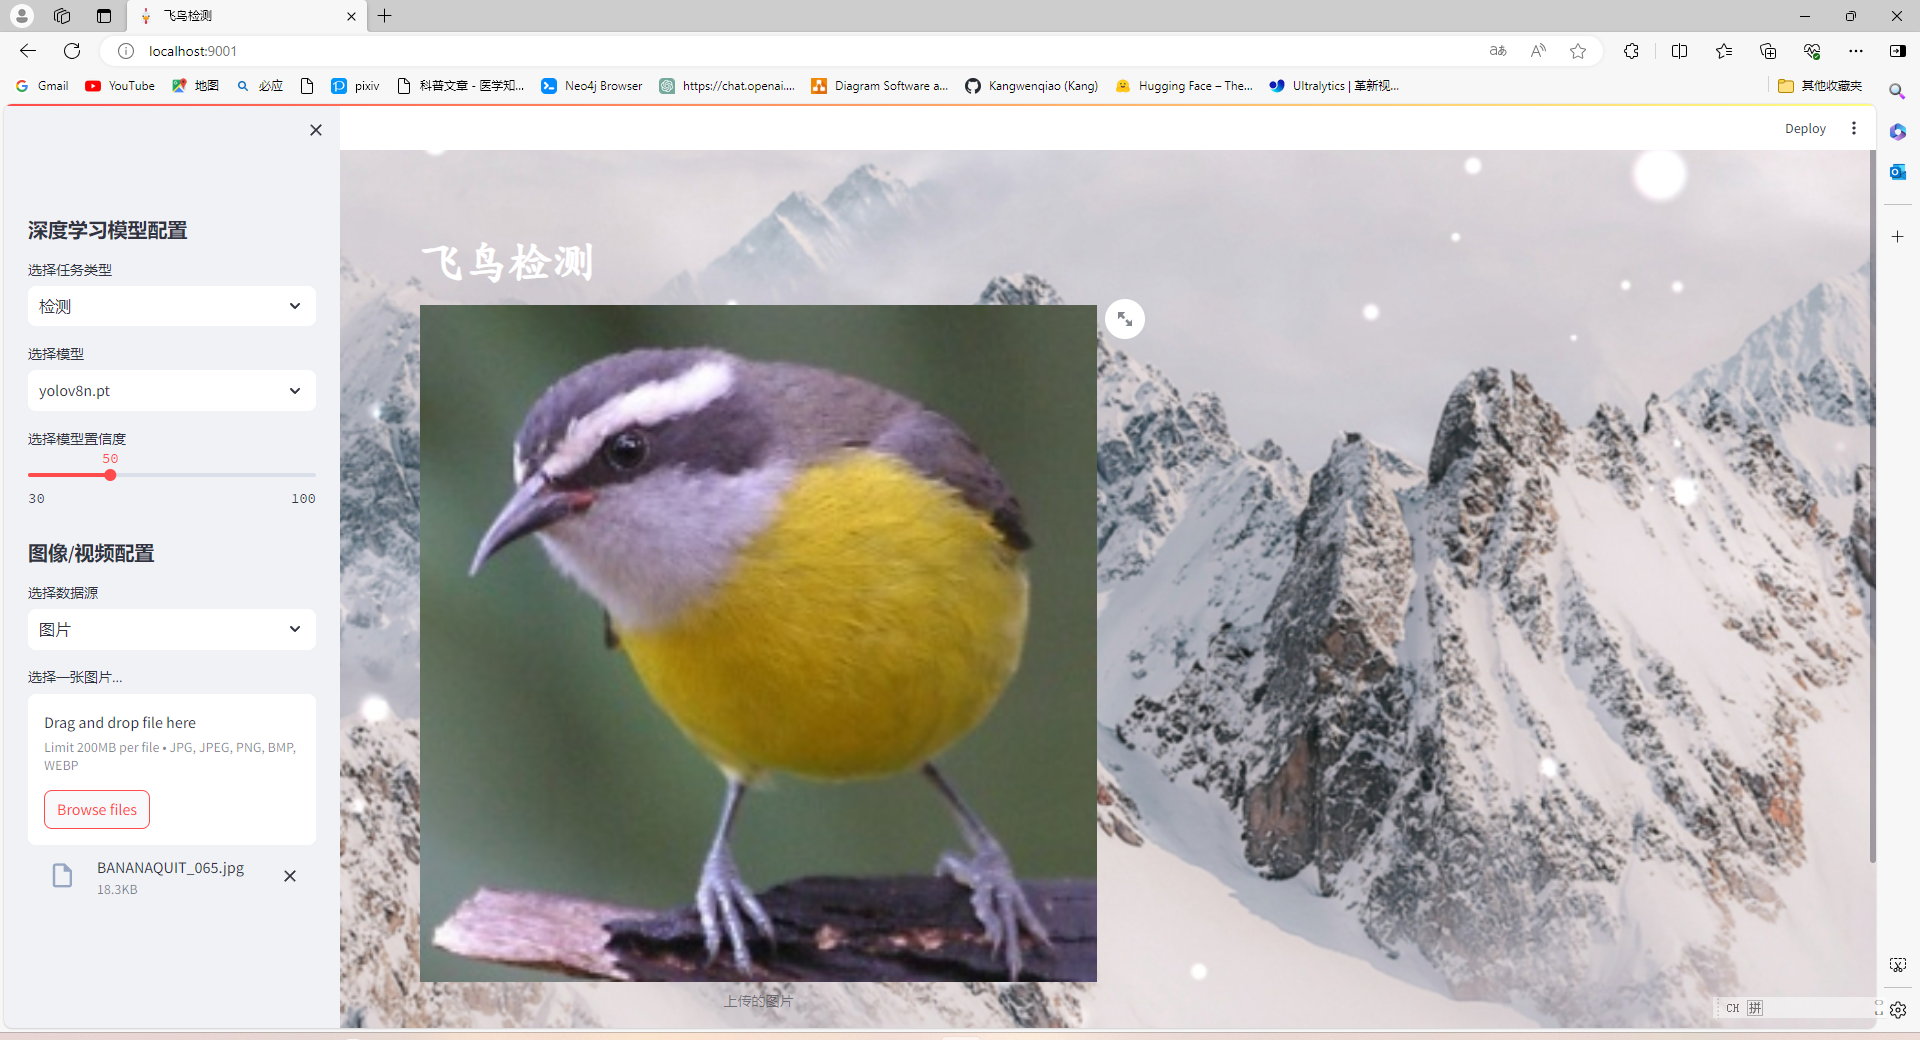 飞鸟检测
localhost:9001
Gmail
YouTube
地图
必应
pixiv
科普文章 - 医学知...
Neo4j Browser
https://chat.openai....
Diagram Software a...
Kangwenqiao (Kang)
Hugging Face – The...
Ultralytics | 革新视...
其他收藏夹
Deploy
深度学习模型配置
选择任务类型
检测
选择模型
yolov8n.pt
选择模型置信度
50
30 100
图像/视频配置
选择数据源
图片
选择一张图片...
Drag and drop file here
Limit 200MB per file • JPG, JPEG, PNG, BMP,
WEBP
Browse files
BANANAQUIT_065.jpg
18.3KB
飞鸟检测
上传的图片
CH 拼